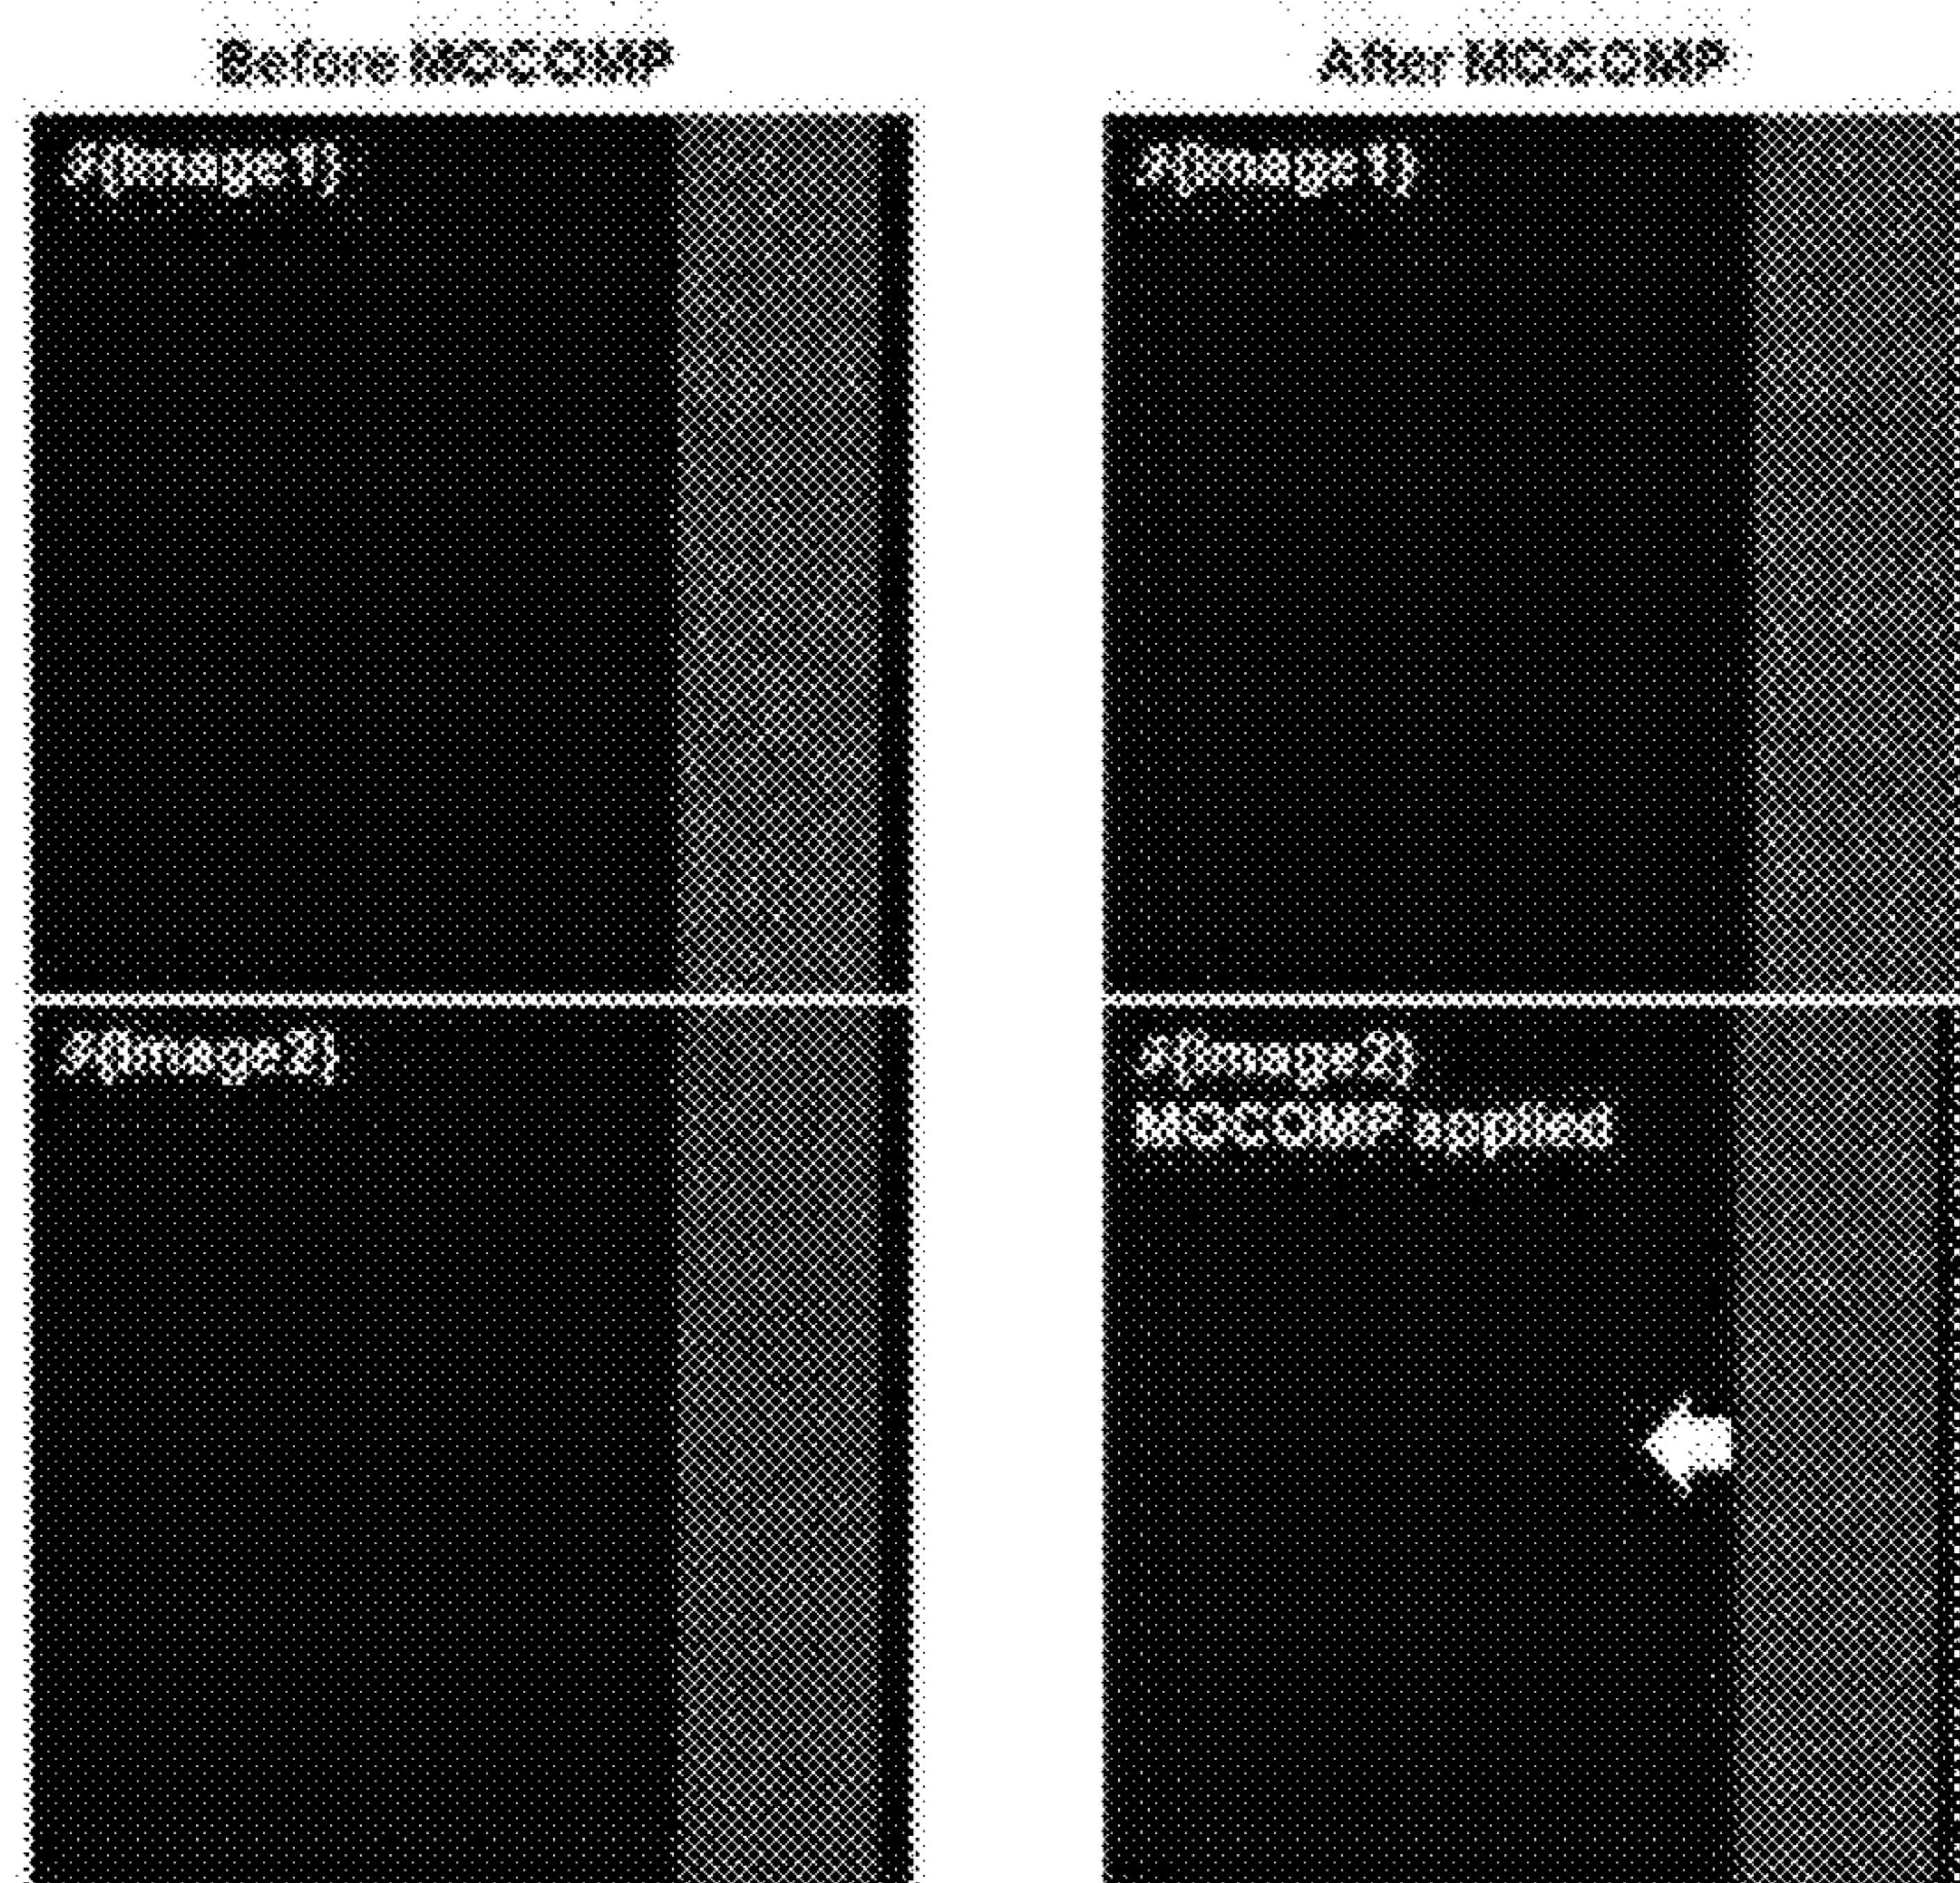 Before MOCOMP
After MOCOMP
𝓕(image1)
𝓕(image1)
𝓕(image2)
𝓕(image2)
MOCOMP applied